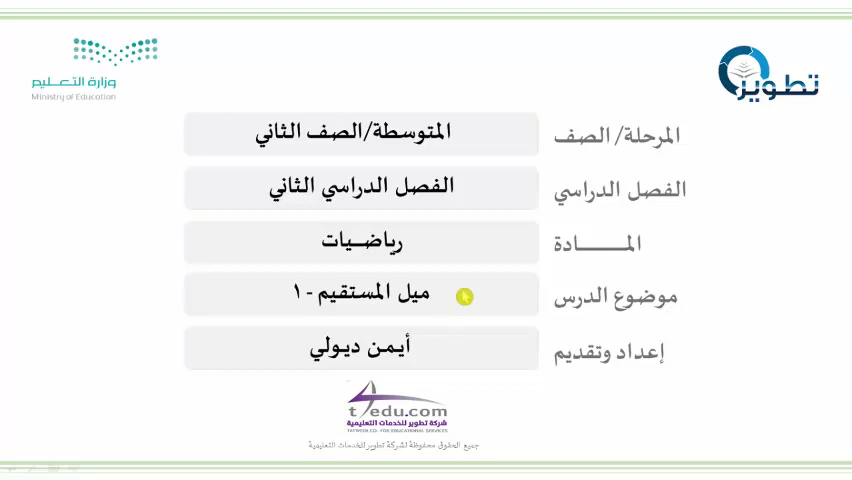 وزارة التعليم
Ministry of Education
تطوير
المرحلة/ الصف
المتوسطة/الصف الثاني
الفصل الدراسي
الفصل الدراسي الثاني
المـــــــادة
رياضـيات
موضوع الدرس
ميل المستقيم - ١
إعداد وتقديم
أيمن ديولي
t4edu.com
شركة تطوير للخدمات التعليمية
TATWEER CO. FOR EDUCATIONAL SERVICES
جميع الحقوق محفوظة لشركة تطوير للخدمات التعليمية